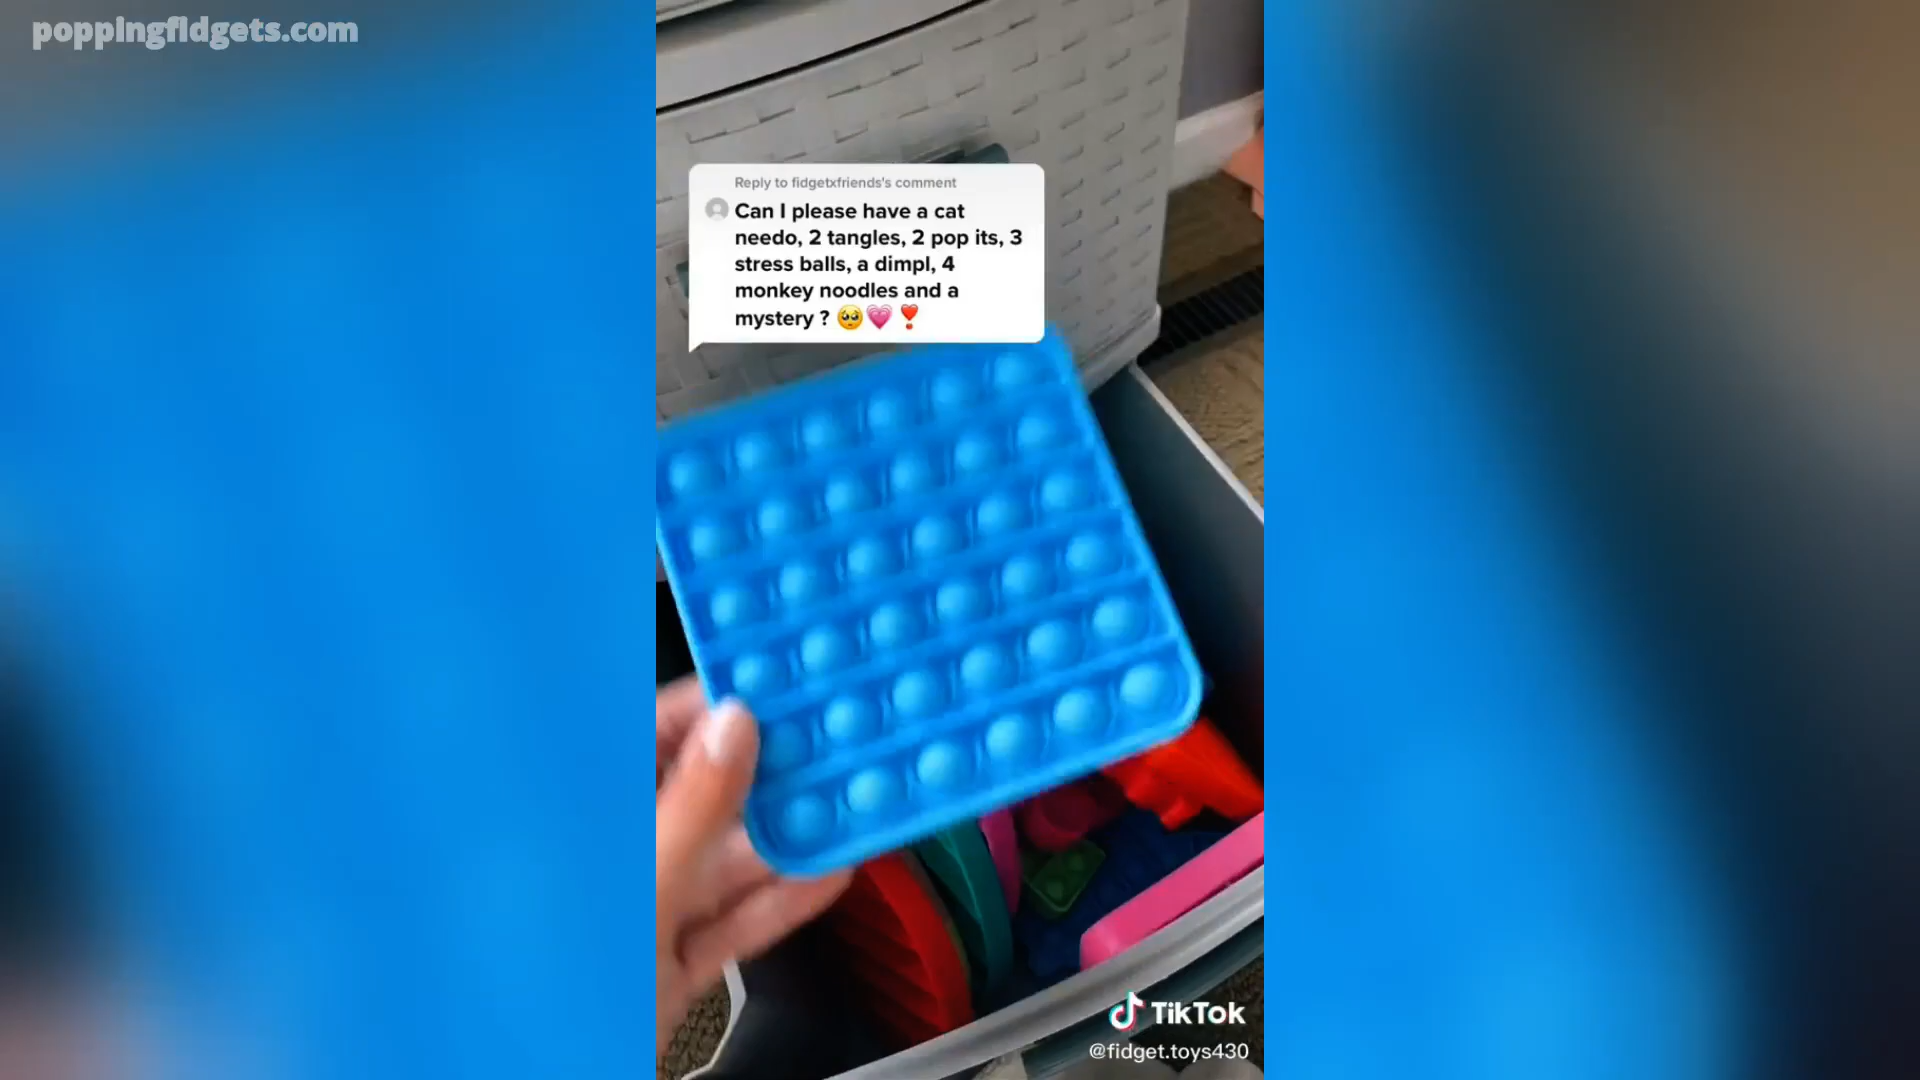 poppingfidgets.com
Reply to fidgetxfriends's comment
Can I please have a cat
needo, 2 tangles, 2 pop its, 3
stress balls, a dimpl, 4
monkey noodles and a
mystery ? 🥺💗❣️
TikTok
@fidget.toys430